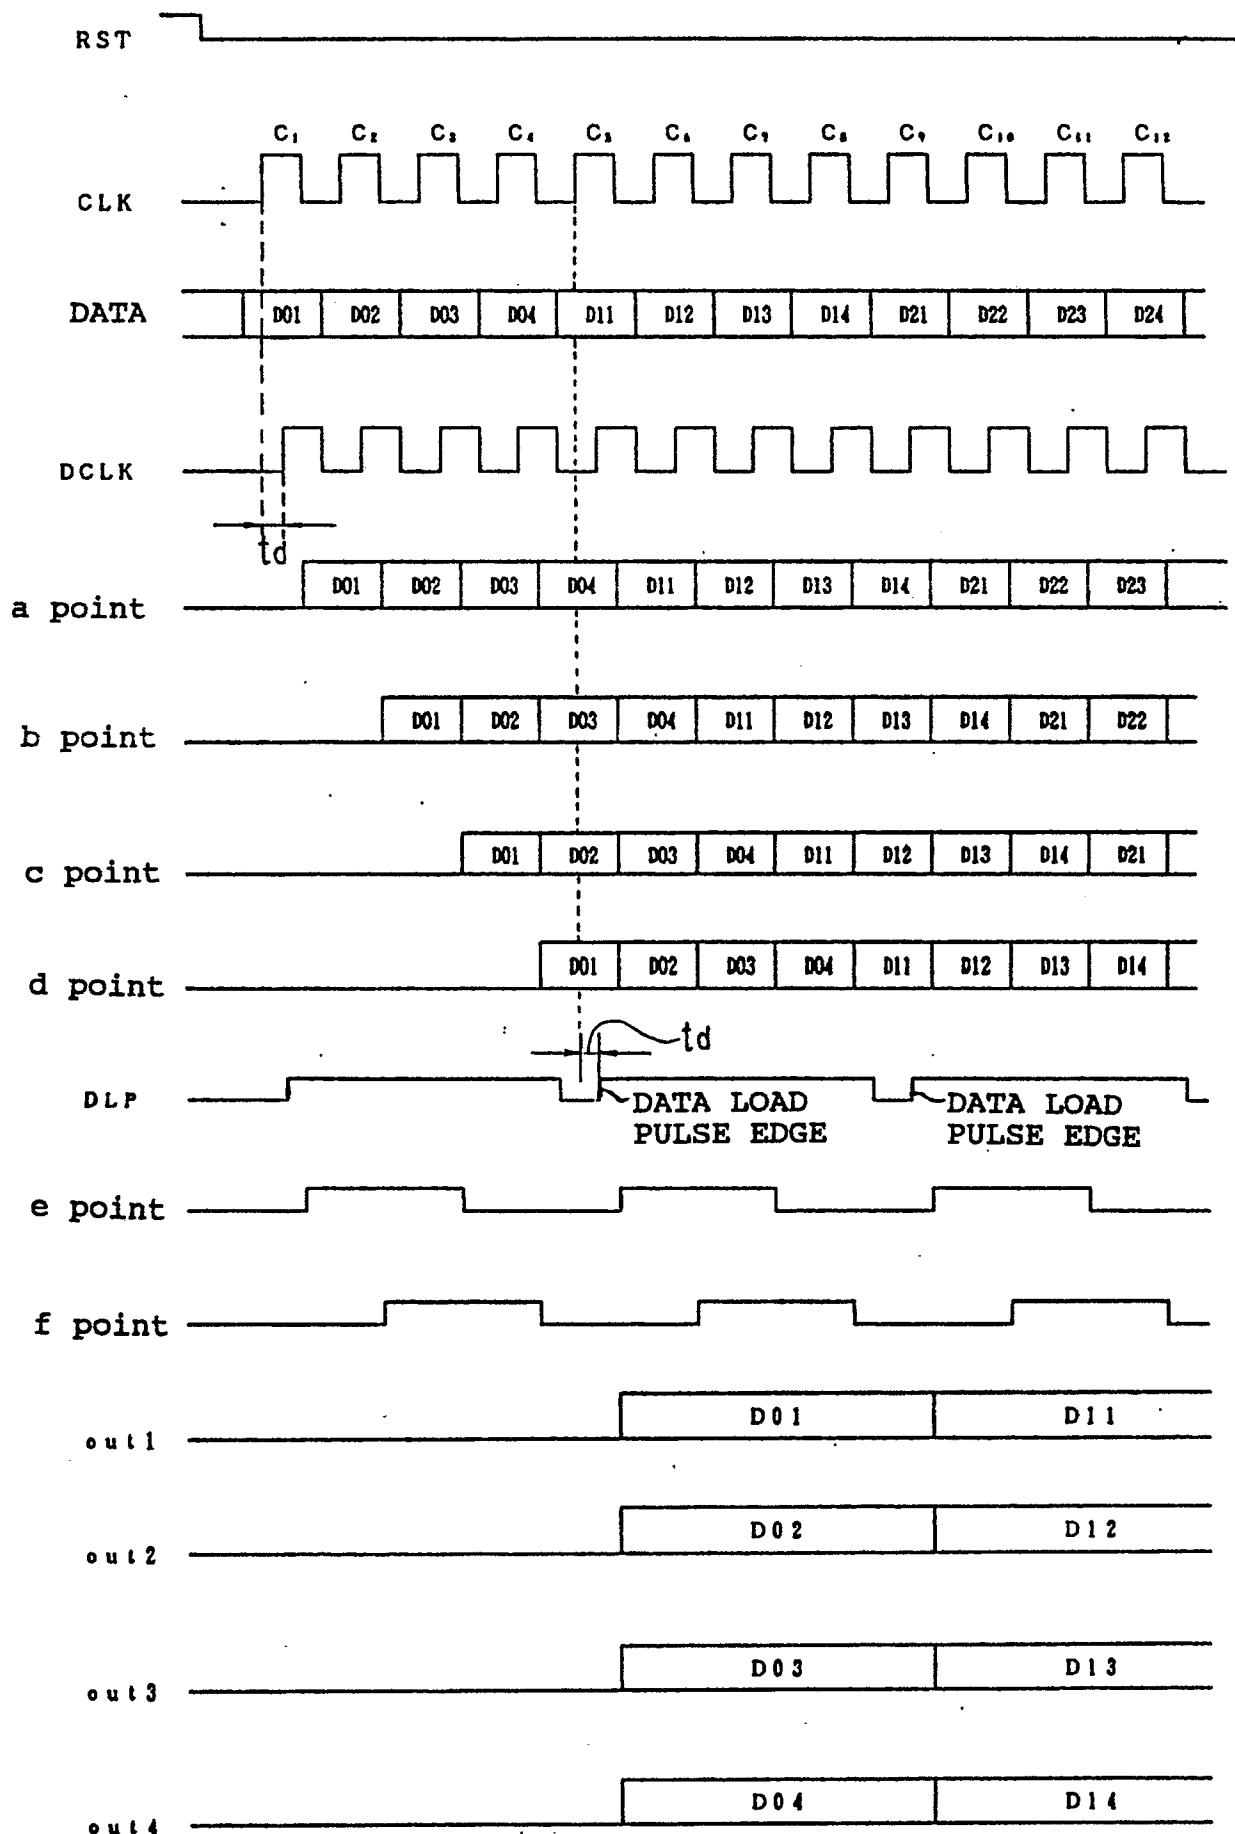 RST
C₁ C₂ C₃ C₄ C₅ C₆ C₇ C₈ C₉ C₁₀ C₁₁ C₁₂
CLK
DATA D01 D02 D03 D04 D11 D12 D13 D14 D21 D22 D23 D24
DCLK
td
a point D01 D02 D03 D04 D11 D12 D13 D14 D21 D22 D23
b point D01 D02 D03 D04 D11 D12 D13 D14 D21 D22
c point D01 D02 D03 D04 D11 D12 D13 D14 D21
d point D01 D02 D03 D04 D11 D12 D13 D14
td
DLP DATA LOAD DATA LOAD
PULSE EDGE PULSE EDGE
e point
f point
out1 D01 D11
out2 D02 D12
out3 D03 D13
out4 D04 D14